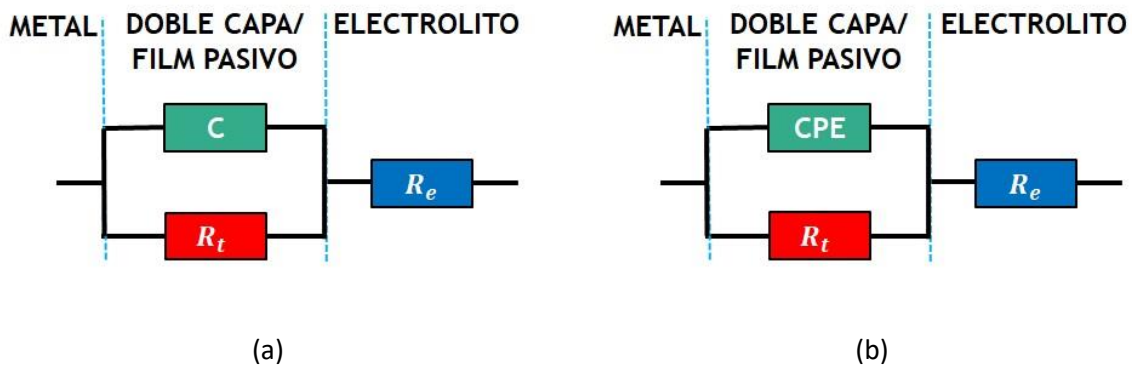 METAL
DOBLE CAPA/
FILM PASIVO
ELECTROLITO
C
R_t
R_e
(a)
METAL
DOBLE CAPA/
FILM PASIVO
ELECTROLITO
CPE
R_t
R_e
(b)